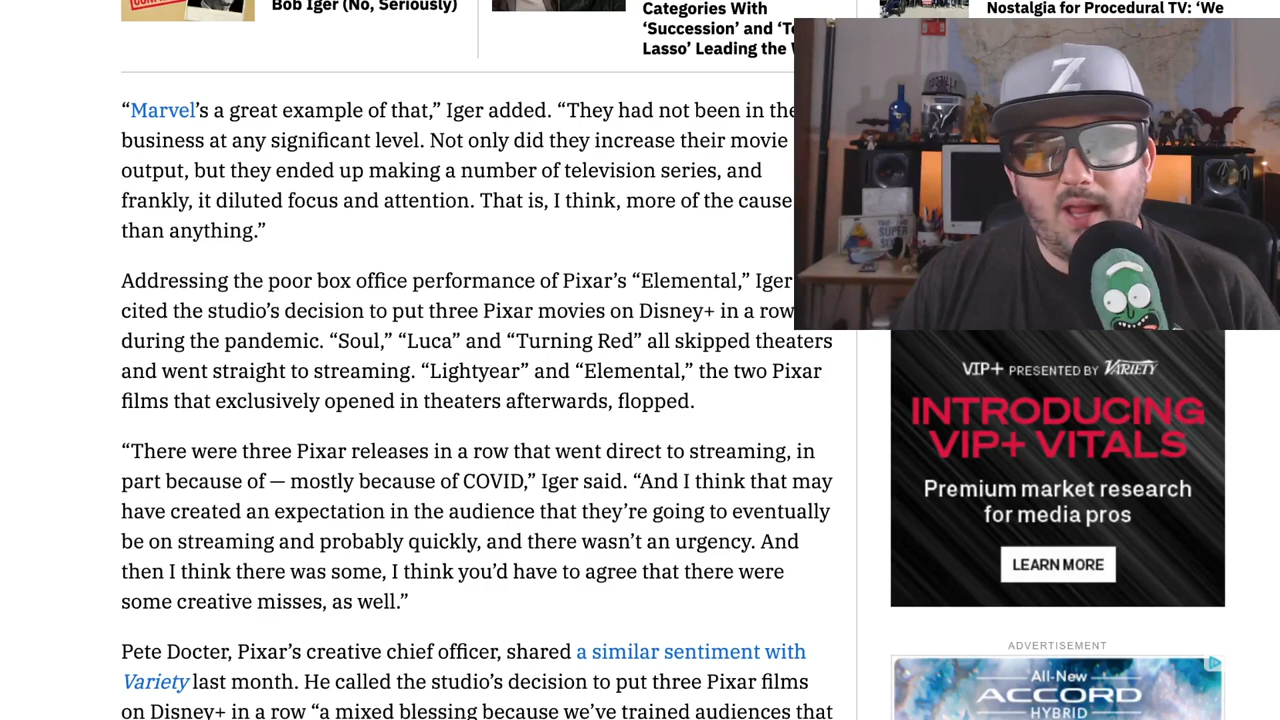 Bob Iger (No, Seriously)
Categories With
‘Succession’ and
Lasso’ Leading the
Nostalgia for Procedural TV: ‘We
“Marvel’s a great example of that,” Iger added. “They had not been in the
business at any significant level. Not only did they increase their movie
output, but they ended up making a number of television series, and
frankly, it diluted focus and attention. That is, I think, more of the cause
than anything.”
Addressing the poor box office performance of Pixar’s “Elemental,” Iger
cited the studio’s decision to put three Pixar movies on Disney+ in a row
during the pandemic. “Soul,” “Luca” and “Turning Red” all skipped theaters
and went straight to streaming. “Lightyear” and “Elemental,” the two Pixar
films that exclusively opened in theaters afterwards, flopped.
“There were three Pixar releases in a row that went direct to streaming, in
part because of — mostly because of COVID,” Iger said. “And I think that may
have created an expectation in the audience that they’re going to eventually
be on streaming and probably quickly, and there wasn’t an urgency. And
then I think there was some, I think you’d have to agree that there were
some creative misses, as well.”
Pete Docter, Pixar’s creative chief officer, shared a similar sentiment with
Variety last month. He called the studio’s decision to put three Pixar films
on Disney+ in a row “a mixed blessing because we’ve trained audiences that
Z
SUPER
VIP+ PRESENTED BY VARIETY
INTRODUCING
VIP+ VITALS
Premium market research
for media pros
LEARN MORE
ADVERTISEMENT
All-New
ACCORD
HYBRID